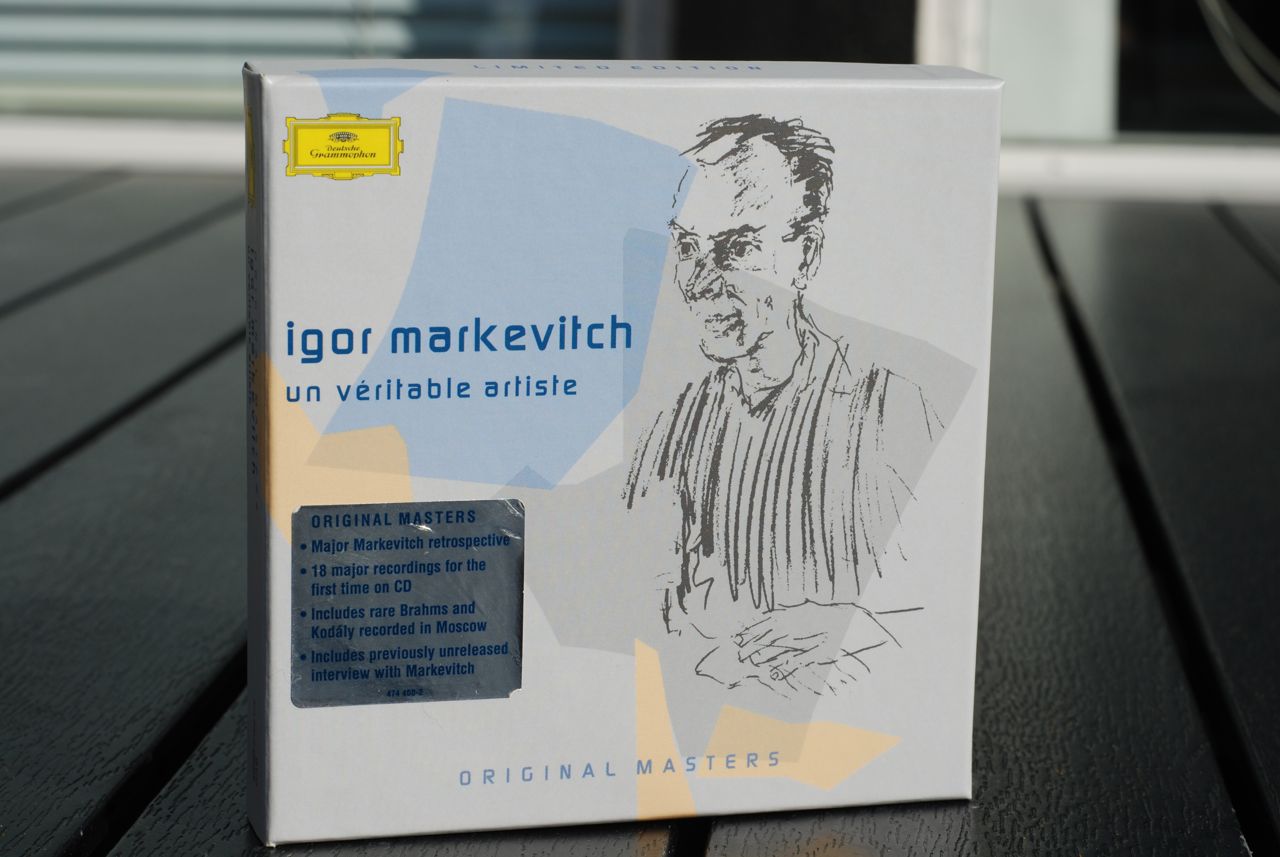 LIMITED EDITION
Deutsche
Grammophon
igor markevitch
un véritable artiste
ORIGINAL MASTERS
• Major Markevitch retrospective
• 18 major recordings for the
first time on CD
• Includes rare Brahms and
Kodály recorded in Moscow
• Includes previously unreleased
interview with Markevitch
ORIGINAL MASTERS